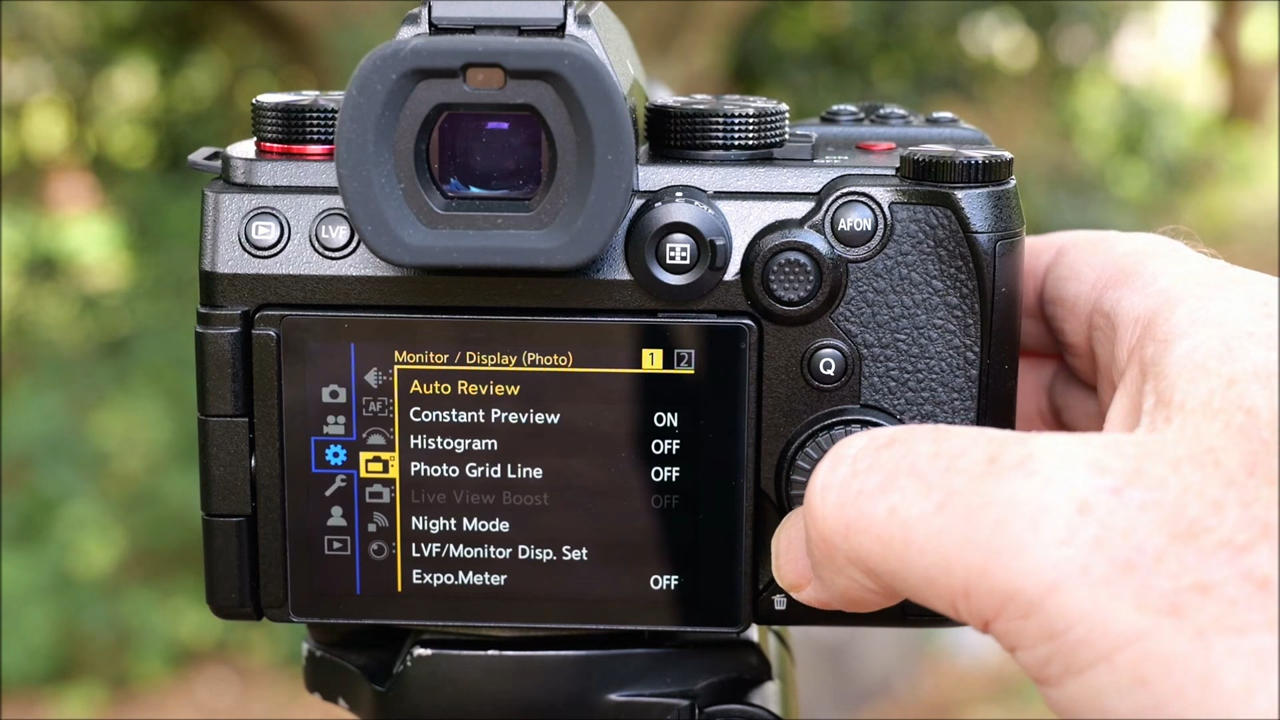 LVF
AFON
Q
Monitor / Display (Photo) 1 2
Auto Review
AF
Constant Preview ON
Histogram OFF
Photo Grid Line OFF
Live View Boost OFF
Night Mode
LVF/Monitor Disp. Set
Expo.Meter OFF